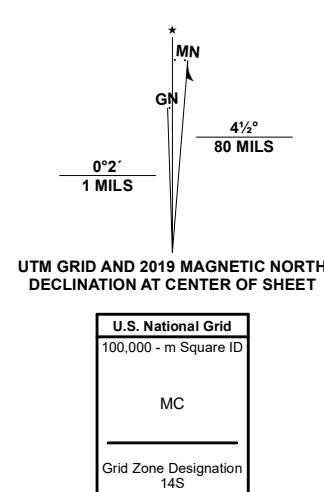 ★
MN
GN
4½°
80 MILS
0°2´
1 MILS
UTM GRID AND 2019 MAGNETIC NORTH
DECLINATION AT CENTER OF SHEET
U.S. National Grid
100,000 - m Square ID
MC
Grid Zone Designation
14S